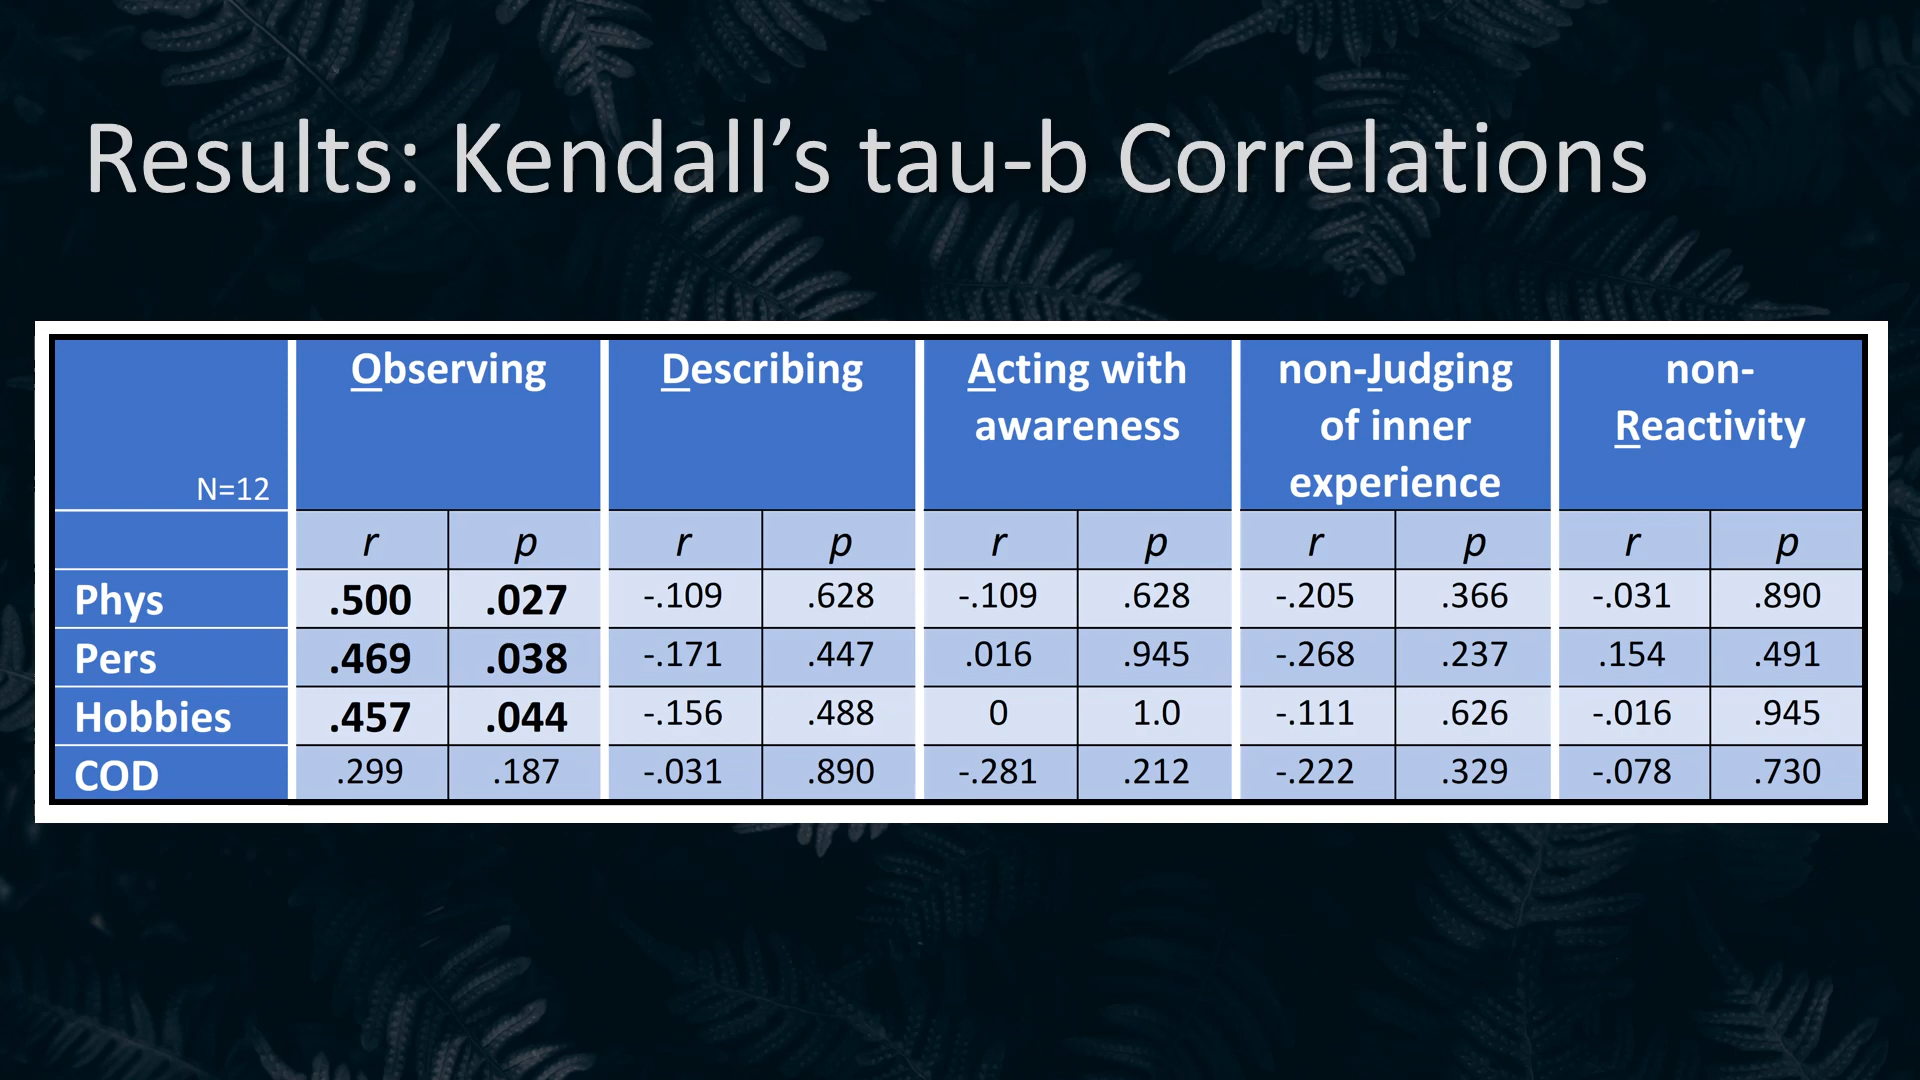 Results: Kendall’s tau-b Correlations
N=12 Observing Describing Acting with awareness non-Judging of inner experience non-Reactivity
r p r p r p r p r p
Phys .500 .027 -.109 .628 -.109 .628 -.205 .366 -.031 .890
Pers .469 .038 -.171 .447 .016 .945 -.268 .237 .154 .491
Hobbies .457 .044 -.156 .488 0 1.0 -.111 .626 -.016 .945
COD .299 .187 -.031 .890 -.281 .212 -.222 .329 -.078 .730